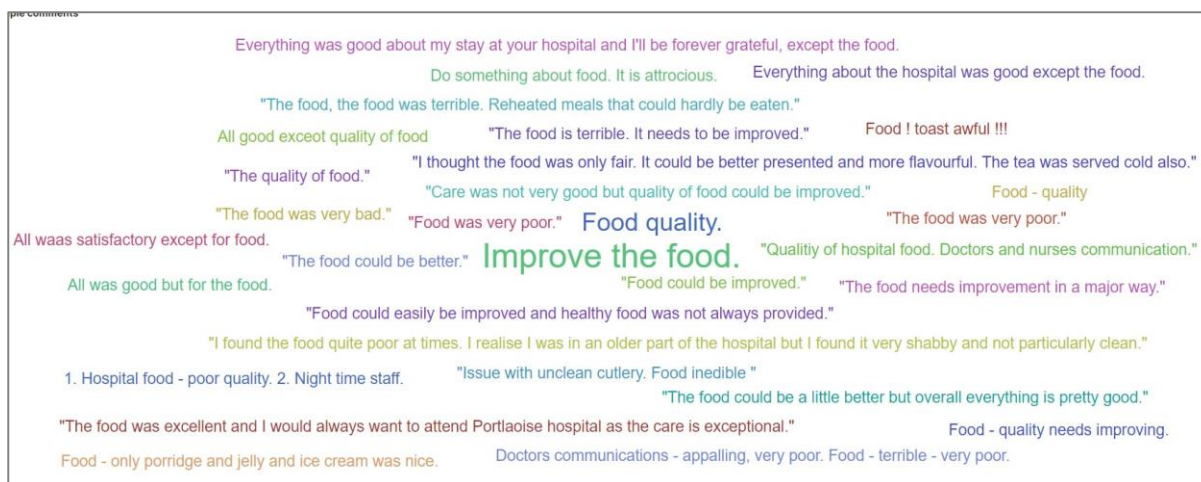 ple comments
Everything was good about my stay at your hospital and I'll be forever grateful, except the food.
Do something about food. It is attrocious.
Everything about the hospital was good except the food.
"The food, the food was terrible. Reheated meals that could hardly be eaten."
All good exceot quality of food
"The food is terrible. It needs to be improved."
Food ! toast awful !!!
"I thought the food was only fair. It could be better presented and more flavourful. The tea was served cold also."
"The quality of food."
"Care was not very good but quality of food could be improved."
Food - quality
"The food was very bad."
"Food was very poor."
Food quality.
"The food was very poor."
All waas satisfactory except for food.
"The food could be better."
Improve the food.
"Qualitiy of hospital food. Doctors and nurses communication."
All was good but for the food.
"Food could be improved."
"The food needs improvement in a major way."
"Food could easily be improved and healthy food was not always provided."
"I found the food quite poor at times. I realise I was in an older part of the hospital but I found it very shabby and not particularly clean."
1. Hospital food - poor quality. 2. Night time staff.
"Issue with unclean cutlery. Food inedible "
"The food could be a little better but overall everything is pretty good."
"The food was excellent and I would always want to attend Portlaoise hospital as the care is exceptional."
Food - quality needs improving.
Food - only porridge and jelly and ice cream was nice.
Doctors communications - appalling, very poor. Food - terrible - very poor.